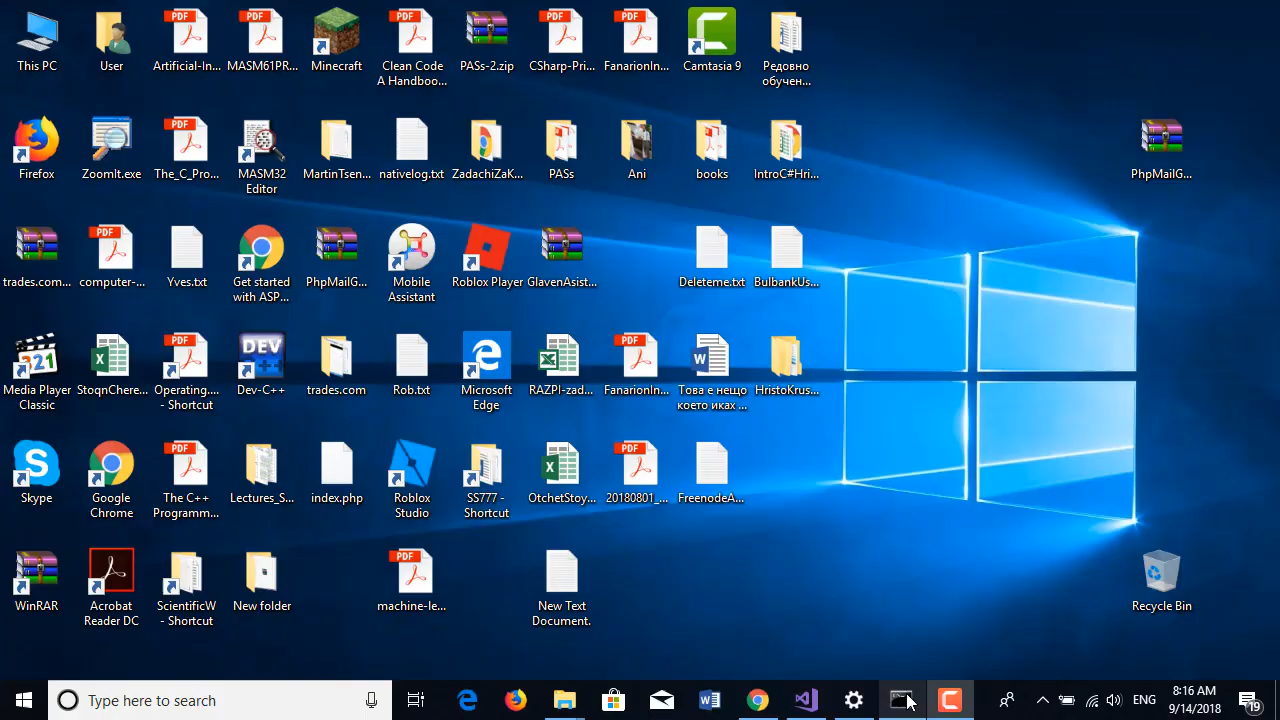 This PC
User
Artificial-In...
MASM61PR...
Minecraft
Clean Code
A Handboo...
PASs-2.zip
CSharp-Pri...
FanarionIn...
Camtasia 9
Редовно
обучен...
Firefox
ZoomIt.exe
The_C_Pro...
MASM32
Editor
MartinTsen...
nativelog.txt
ZadachiZaK...
PASs
Ani
books
IntroC#Hri...
PhpMailG...
trades.com...
computer-...
Yves.txt
Get started
with ASP...
PhpMailG...
Mobile
Assistant
Roblox Player
GlavenAsist...
Deleteme.txt
BulbankUs...
Media Player
Classic
StoqnChere...
Operating....
- Shortcut
Dev-C++
trades.com
Rob.txt
Microsoft
Edge
RAZPI-zad...
FanarionIn...
Това е нещо
което иках ...
HristoKrus...
Skype
Google
Chrome
The C++
Programm...
Lectures_S...
index.php
Roblox
Studio
SS777 -
Shortcut
OtchetStoy...
20180801_...
FreenodeA...
WinRAR
Acrobat
Reader DC
ScientificW
- Shortcut
New folder
machine-le...
New Text
Document.
Recycle Bin
Type here to search
ENG
8:16 AM
9/14/2018
19